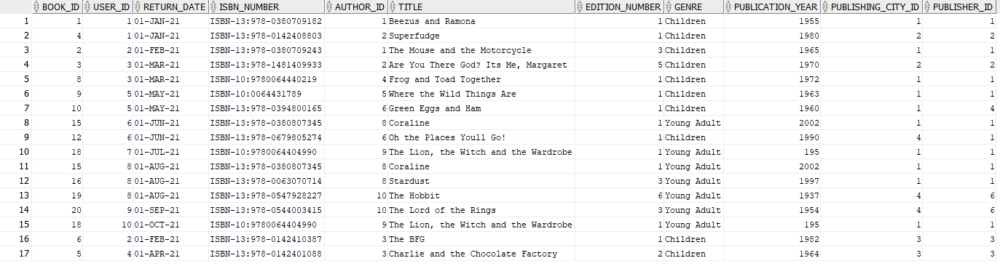 BOOK_ID USER_ID RETURN_DATE ISBN_NUMBER AUTHOR_ID TITLE EDITION_NUMBER GENRE PUBLICATION_YEAR PUBLISHING_CITY_ID PUBLISHER_ID
1 1 1 01-JAN-21 ISBN-13:978-0380709182 1 Beezus and Ramona 1 Children 1955 1 1
2 4 1 01-JAN-21 ISBN-13:978-0142408803 2 Superfudge 1 Children 1980 2 2
3 2 2 01-FEB-21 ISBN-13:978-0380709243 1 The Mouse and the Motorcycle 3 Children 1965 1 1
4 3 3 01-MAR-21 ISBN-13:978-1481409933 2 Are You There God? Its Me, Margaret 5 Children 1970 2 2
5 8 3 01-MAR-21 ISBN-10:9780064440219 4 Frog and Toad Together 1 Children 1972 1 1
6 9 5 01-MAY-21 ISBN-10:0064431789 5 Where the Wild Things Are 1 Children 1963 1 1
7 10 5 01-MAY-21 ISBN-13:978-0394800165 6 Green Eggs and Ham 1 Children 1960 1 4
8 15 6 01-JUN-21 ISBN-13:978-0380807345 8 Coraline 1 Young Adult 2002 1 1
9 12 6 01-JUN-21 ISBN-13:978-0679805274 6 Oh the Places Youll Go! 1 Children 1990 4 1
10 18 7 01-JUL-21 ISBN-10:9780064404990 9 The Lion, the Witch and the Wardrobe 1 Young Adult 195 1 1
11 15 8 01-AUG-21 ISBN-13:978-0380807345 8 Coraline 1 Young Adult 2002 1 1
12 16 8 01-AUG-21 ISBN-13:978-0063070714 8 Stardust 3 Young Adult 1997 1 1
13 19 8 01-AUG-21 ISBN-13:978-0547928227 10 The Hobbit 6 Young Adult 1937 4 6
14 20 9 01-SEP-21 ISBN-13:978-0544003415 10 The Lord of the Rings 3 Young Adult 1954 4 6
15 18 10 01-OCT-21 ISBN-10:9780064404990 9 The Lion, the Witch and the Wardrobe 1 Young Adult 195 1 1
16 6 2 01-FEB-21 ISBN-13:978-0142410387 3 The BFG 1 Children 1982 3 3
17 5 4 01-APR-21 ISBN-13:978-0142401088 3 Charlie and the Chocolate Factory 2 Children 1964 3 3